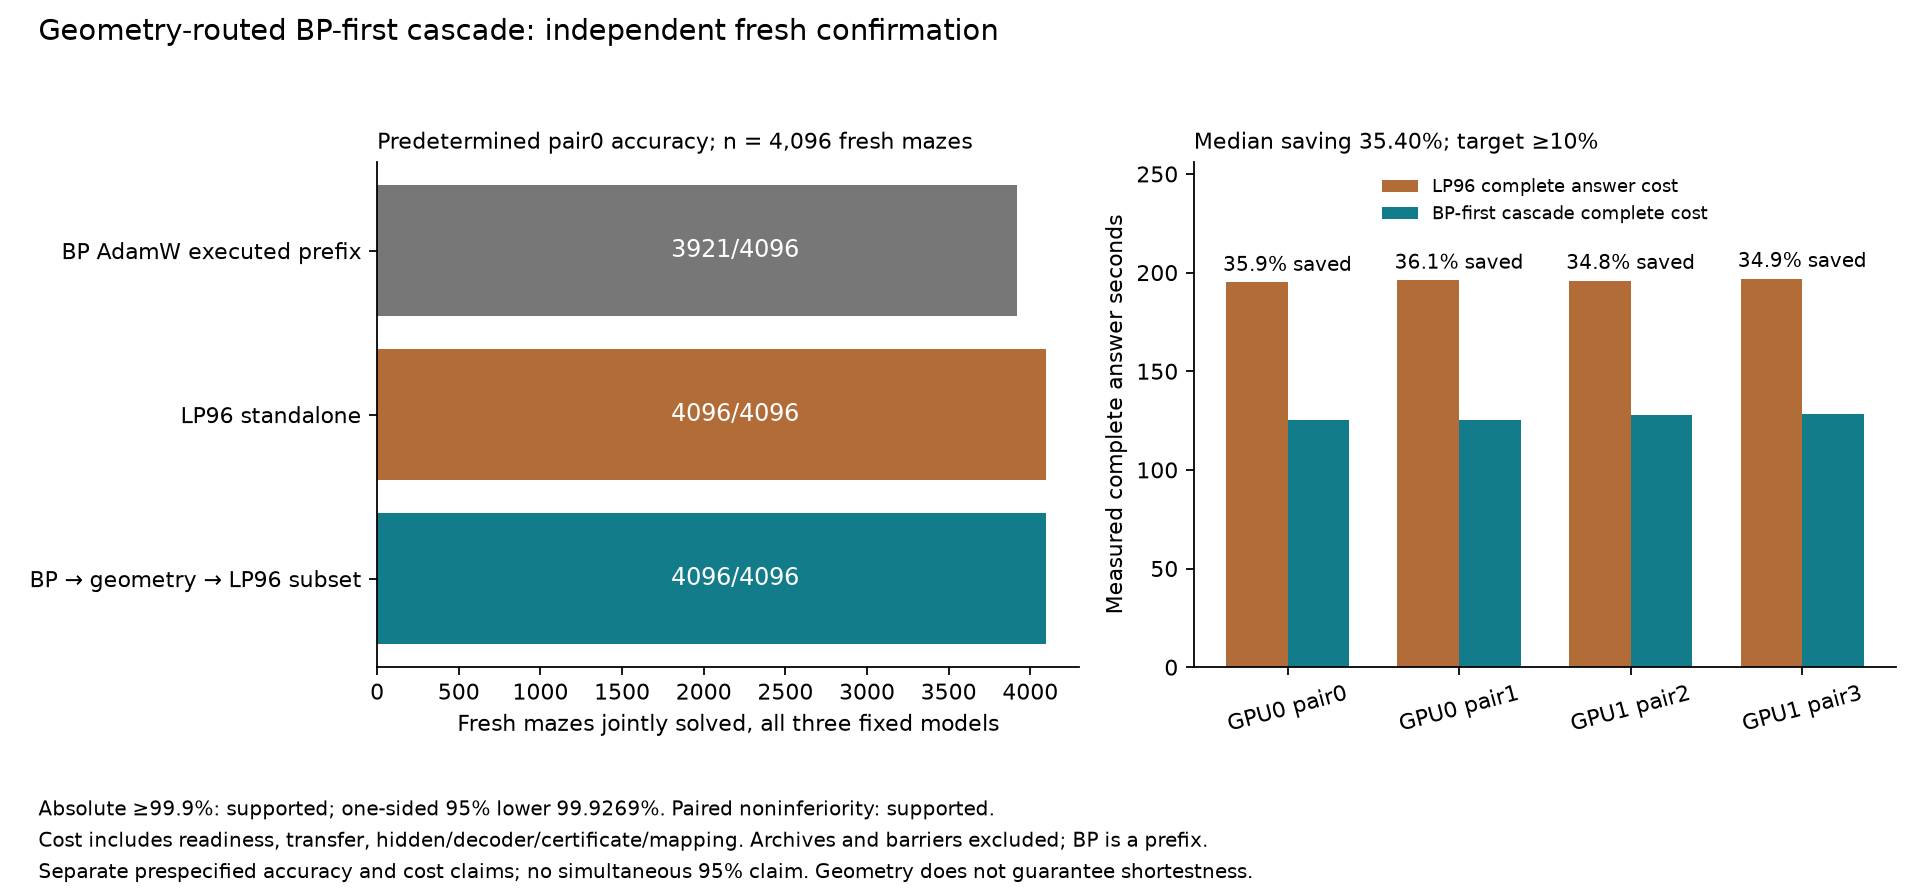 Geometry-routed BP-first cascade: independent fresh confirmation
Predetermined pair0 accuracy; n = 4,096 fresh mazes
BP AdamW executed prefix
3921/4096
LP96 standalone
4096/4096
BP → geometry → LP96 subset
4096/4096
0 500 1000 1500 2000 2500 3000 3500 4000
Fresh mazes jointly solved, all three fixed models
Median saving 35.40%; target ≥10%
Measured complete answer seconds
250
200
150
100
50
0
LP96 complete answer cost
BP-first cascade complete cost
35.9% saved
36.1% saved
34.8% saved
34.9% saved
GPU0 pair0
GPU0 pair1
GPU1 pair2
GPU1 pair3
Absolute ≥99.9%: supported; one-sided 95% lower 99.9269%. Paired noninferiority: supported.
Cost includes readiness, transfer, hidden/decoder/certificate/mapping. Archives and barriers excluded; BP is a prefix.
Separate prespecified accuracy and cost claims; no simultaneous 95% claim. Geometry does not guarantee shortestness.